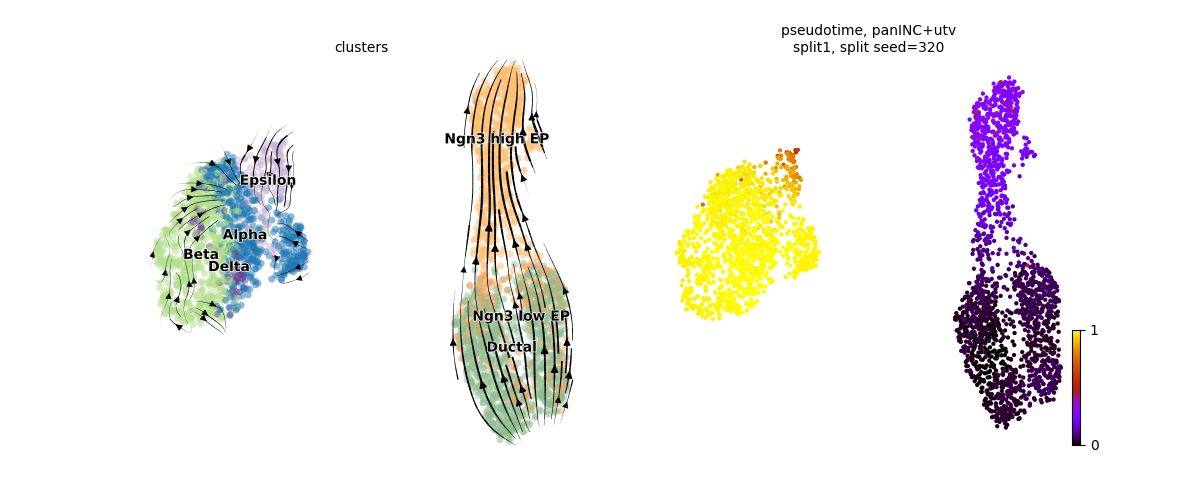 clusters
Ngn3 high EP
Epsilon
Alpha
Beta
Delta
Ngn3 low EP
Ductal
pseudotime, panINC+utv
split1, split seed=320
1
0